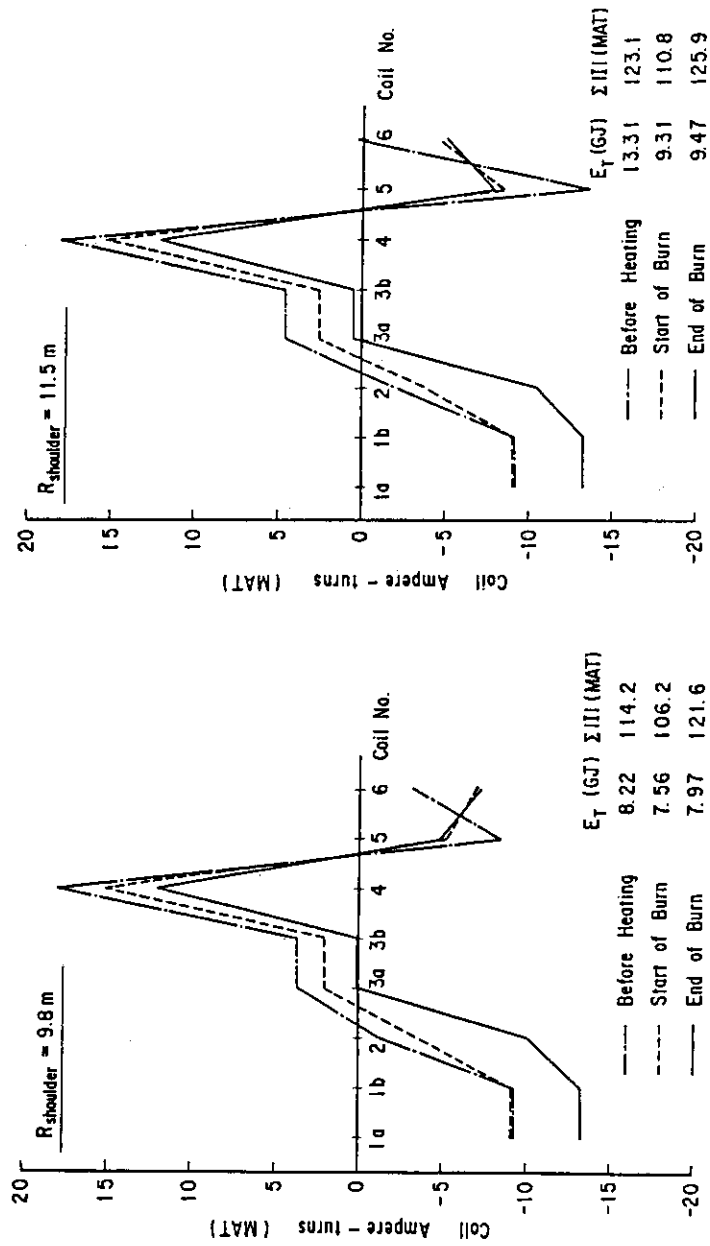 R shoulder = 9.8 m
20
15
10
5
0
-5
-10
-15
-20
Coil Ampere - turns (MAT)
1a 1b 2 3a 3b 4 5 6 Coil No.
E_T (GJ) Σ|I| (MAT)
Before Heating 8.22 114.2
Start of Burn 7.56 106.2
End of Burn 7.97 121.6
R shoulder = 11.5 m
20
15
10
5
0
-5
-10
-15
-20
Coil Ampere - turns (MAT)
1a 1b 2 3a 3b 4 5 6 Coil No.
E_T (GJ) Σ|I| (MAT)
Before Heating 13.31 123.1
Start of Burn 9.31 110.8
End of Burn 9.47 125.9